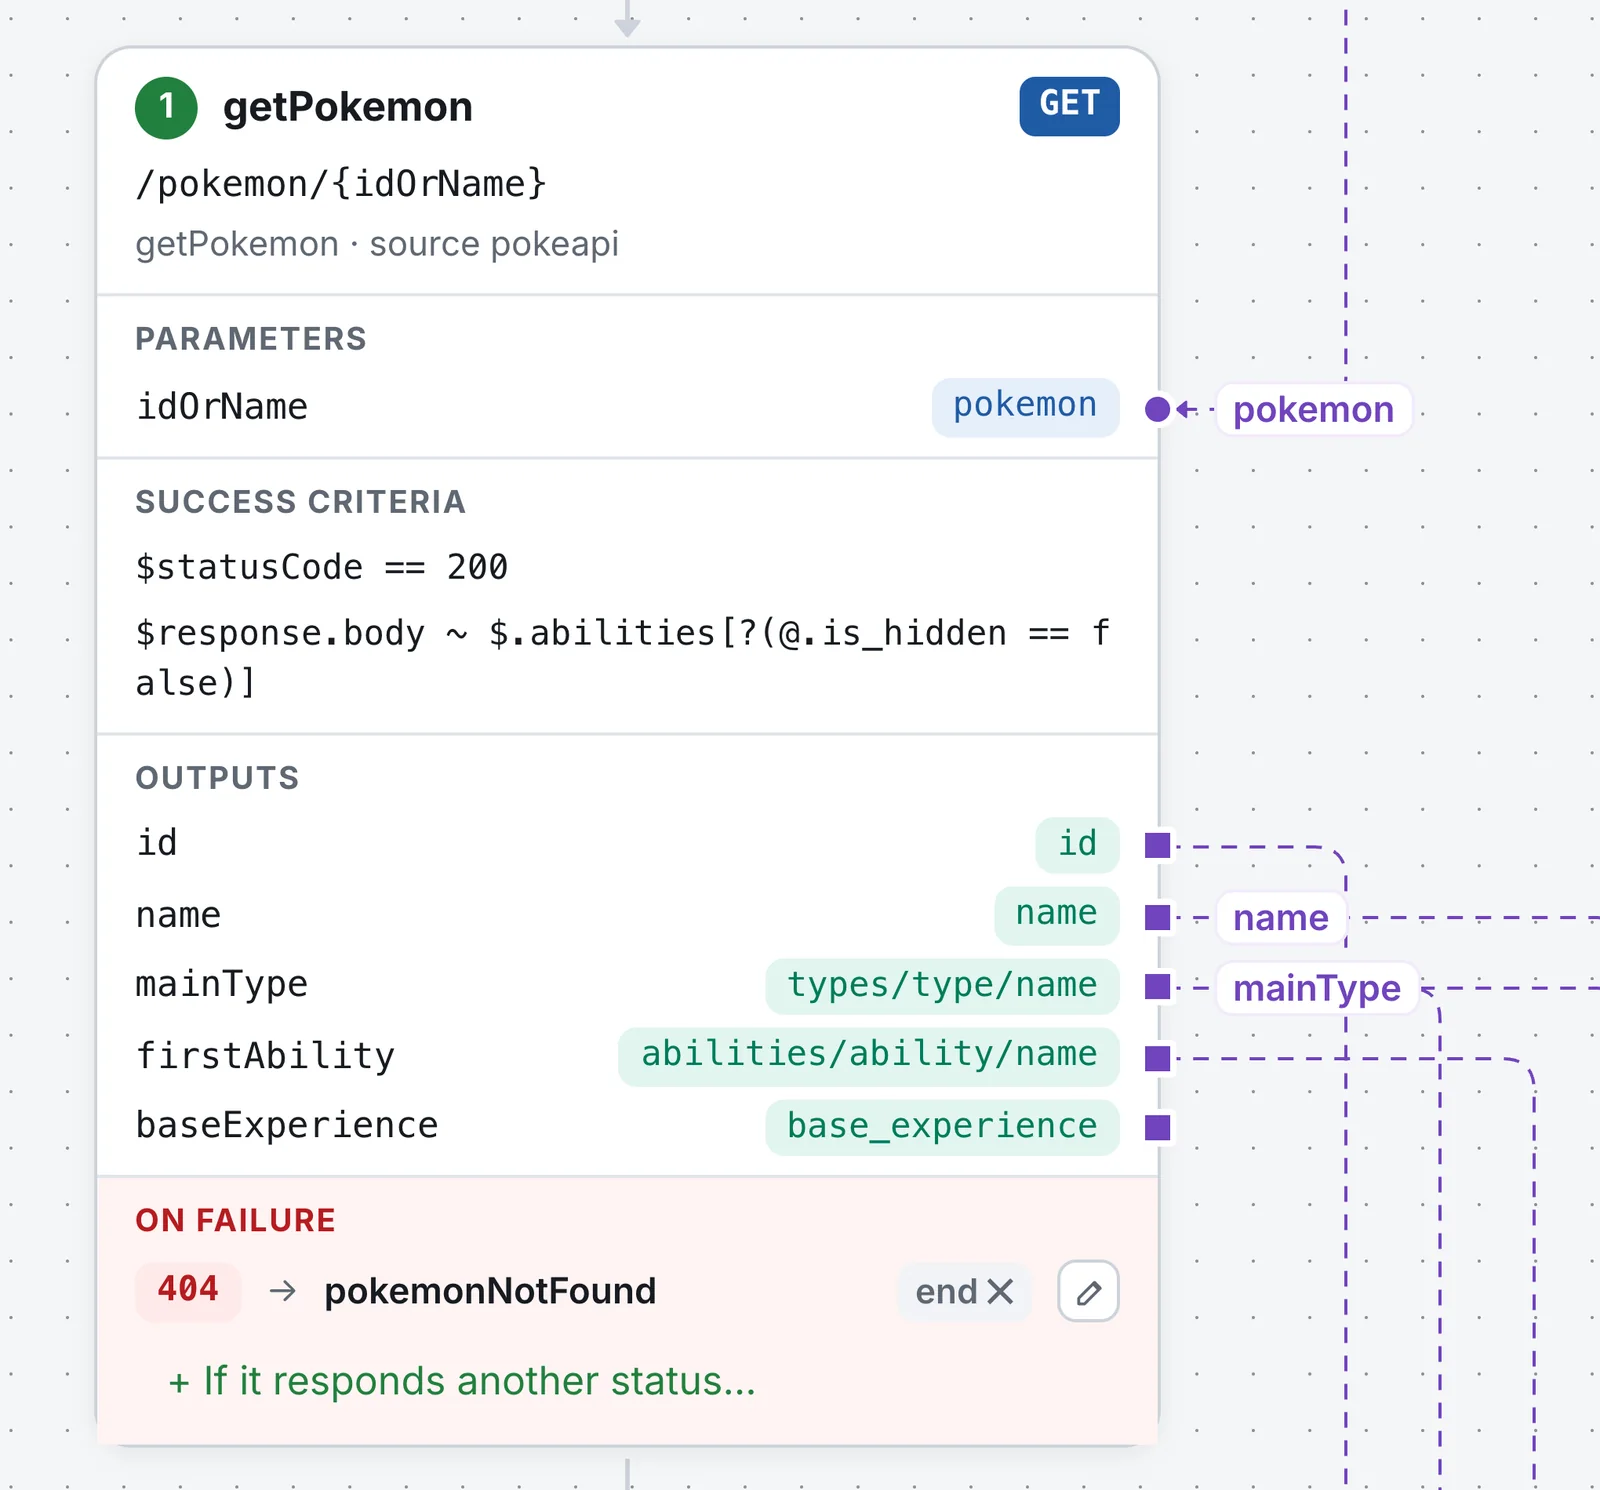 1 getPokemon GET
/pokemon/{idOrName}
getPokemon · source pokeapi
PARAMETERS
idOrName pokemon pokemon
SUCCESS CRITERIA
$statusCode == 200
$response.body ~ $.abilities[?(@.is_hidden == f
alse)]
OUTPUTS
id id
name name name
mainType types/type/name mainType
firstAbility abilities/ability/name
baseExperience base_experience
ON FAILURE
404 → pokemonNotFound end ✕
+ If it responds another status...